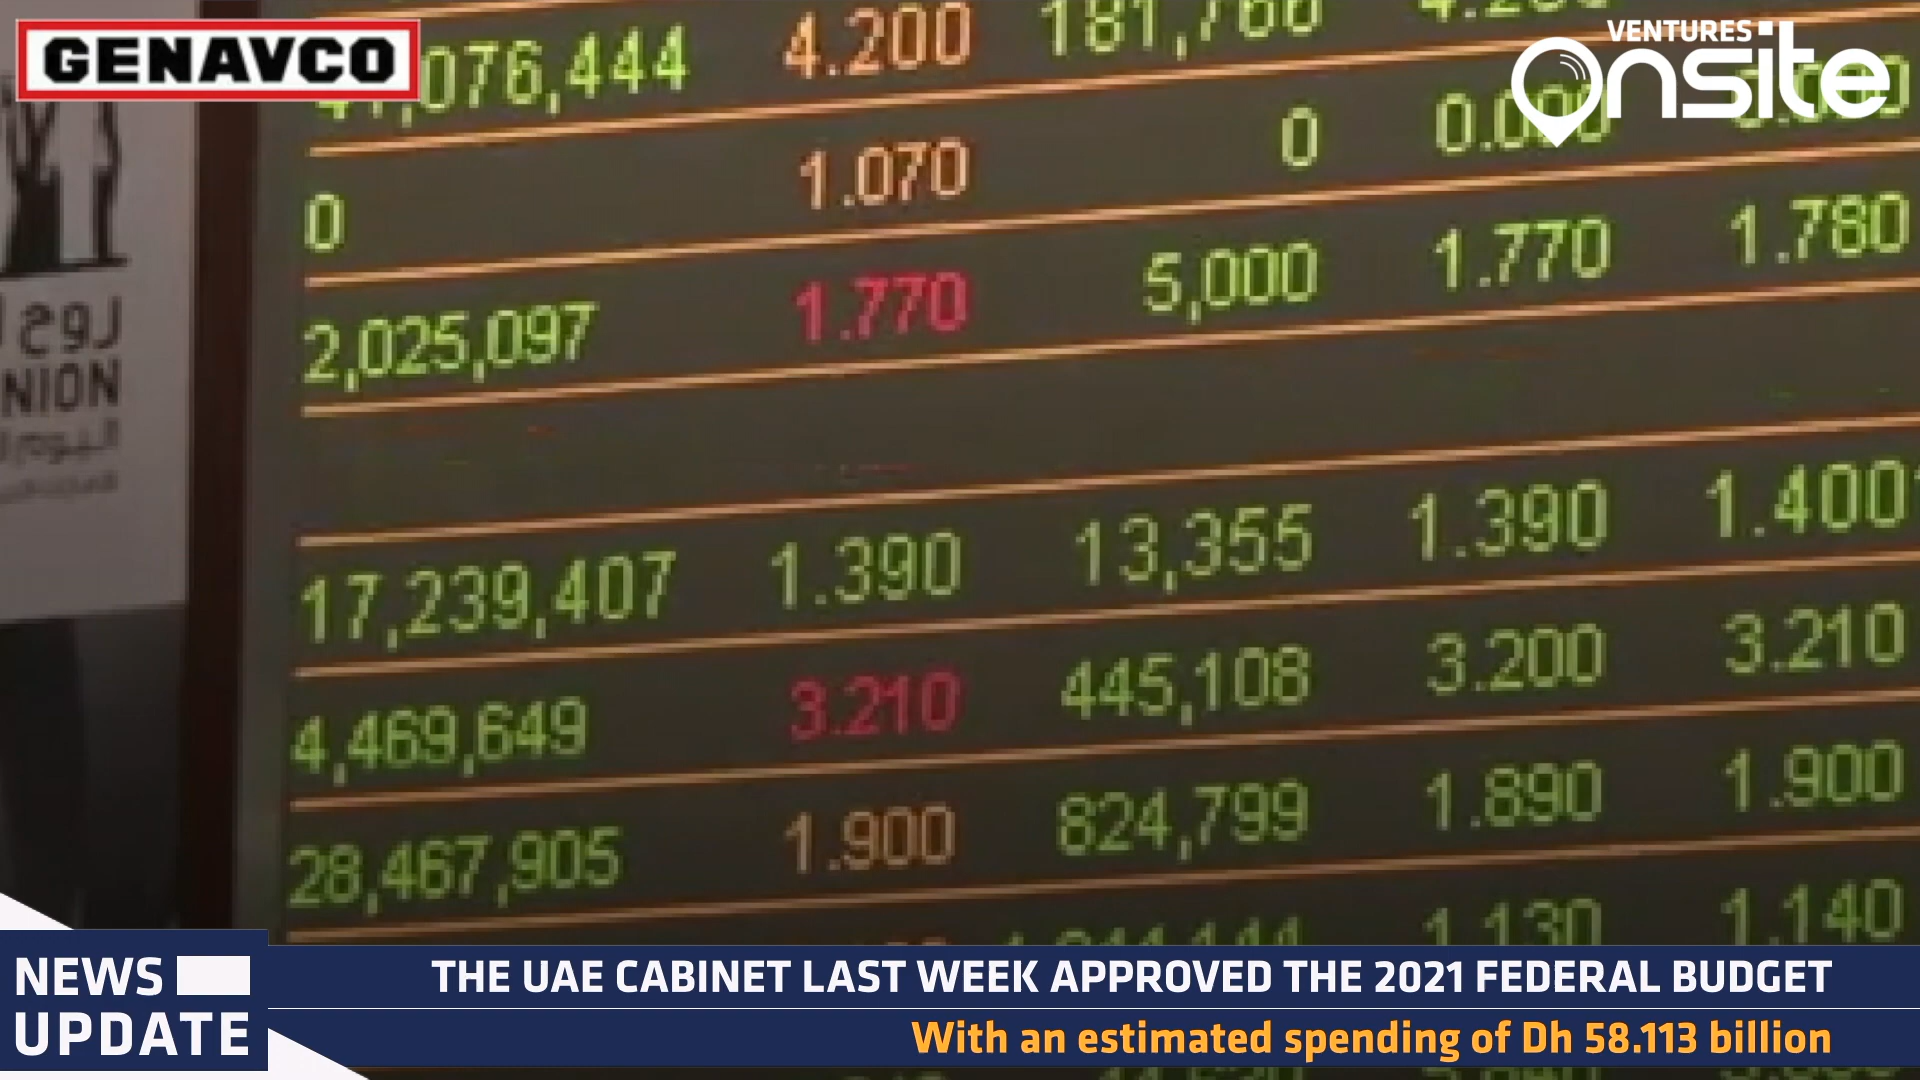 GENAVCO
VENTURES
Onsite
076,444 4.200 181,766
0 1.070 0
2,025,097 1.770 5,000 1.770 1.780
NION
17,239,407 1.390 13,355 1.390 1.400
4,469,649 3.210 445,108 3.200 3.210
28,467,905 1.900 824,799 1.890 1.900
1.130 1.140
NEWS
UPDATE
THE UAE CABINET LAST WEEK APPROVED THE 2021 FEDERAL BUDGET
With an estimated spending of Dh 58.113 billion